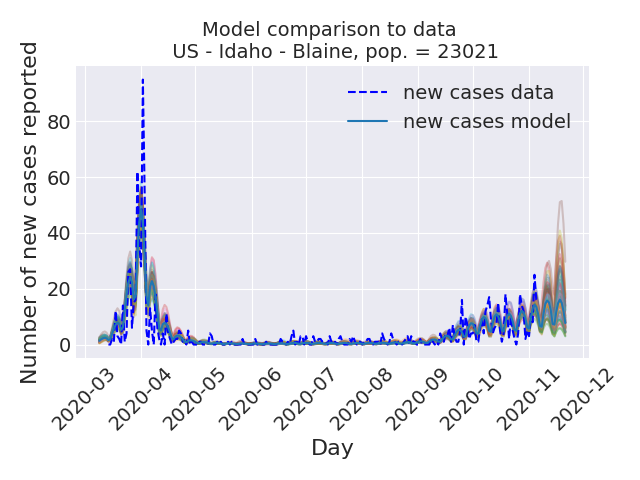 Model comparison to data
US - Idaho - Blaine, pop. = 23021
Number of new cases reported
80
60
40
20
0
new cases data
new cases model
2020-03
2020-04
2020-05
2020-06
2020-07
2020-08
2020-09
2020-10
2020-11
2020-12
Day